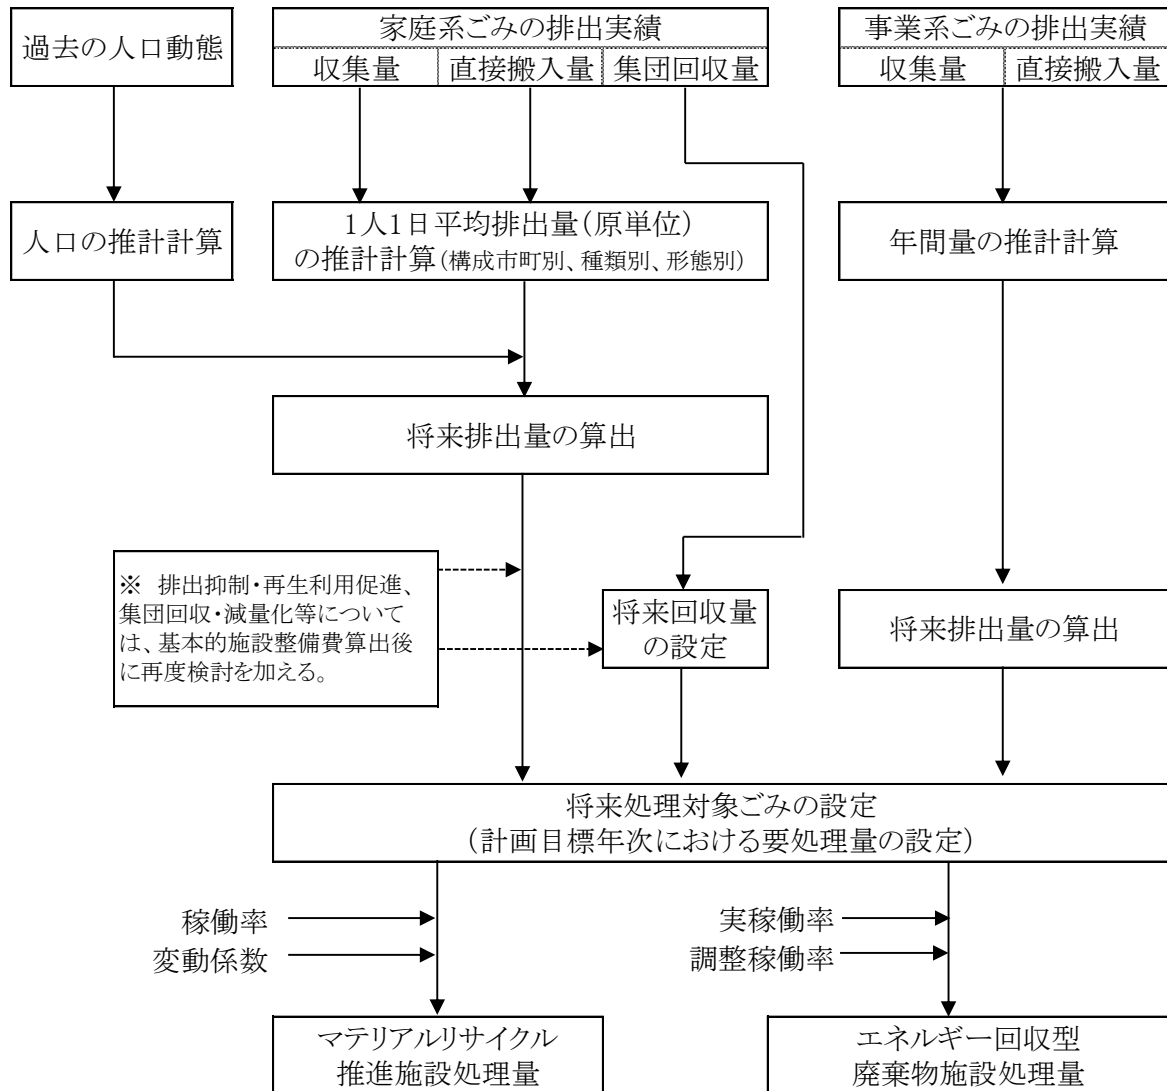 過去の人口動態
家庭系ごみの排出実績
収集量 直接搬入量 集団回収量
事業系ごみの排出実績
収集量 直接搬入量
人口の推計計算
1人1日平均排出量(原単位)
の推計計算(構成市町別、種類別、形態別)
年間量の推計計算
将来排出量の算出
※ 排出抑制・再生利用促進、
集団回収・減量化等について
は、基本的施設整備費算出後
に再度検討を加える。
将来回収量
の設定
将来排出量の算出
将来処理対象ごみの設定
(計画目標年次における要処理量の設定)
稼働率
変動係数
実稼働率
調整稼働率
マテリアルリサイクル
推進施設処理量
エネルギー回収型
廃棄物施設処理量